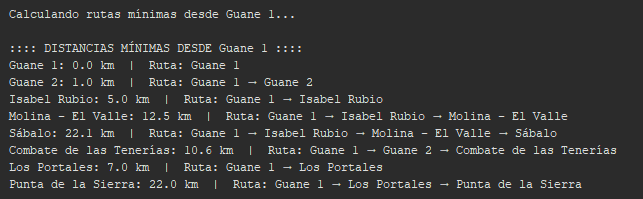 Calculando rutas mínimas desde Guane 1...
:::: DISTANCIAS MÍNIMAS DESDE Guane 1 ::::
Guane 1: 0.0 km | Ruta: Guane 1
Guane 2: 1.0 km | Ruta: Guane 1 → Guane 2
Isabel Rubio: 5.0 km | Ruta: Guane 1 → Isabel Rubio
Molina - El Valle: 12.5 km | Ruta: Guane 1 → Isabel Rubio → Molina - El Valle
Sábalo: 22.1 km | Ruta: Guane 1 → Isabel Rubio → Molina - El Valle → Sábalo
Combate de las Tenerías: 10.6 km | Ruta: Guane 1 → Guane 2 → Combate de las Tenerías
Los Portales: 7.0 km | Ruta: Guane 1 → Los Portales
Punta de la Sierra: 22.0 km | Ruta: Guane 1 → Los Portales → Punta de la Sierra